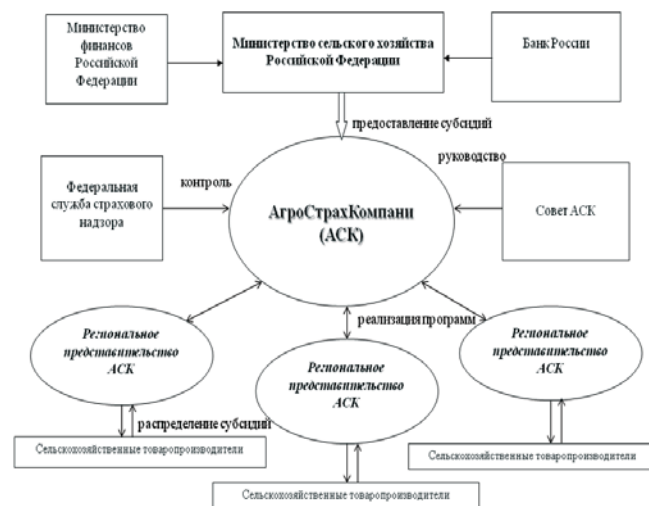 Министерство
финансов
Российской
Федерации
Министерство сельского хозяйства
Российской Федерации
Банк России
предоставление субсидий
руководство
Федеральная
служба страхового
надзора
контроль
АгроСтрахКомпани
(АСК)
Совет АСК
Региональное
представительство
АСК
реализация программ
Региональное
представительство
АСК
Региональное
представительство
АСК
распределение субсидий
Сельскохозяйственные товаропроизводители
Сельскохозяйственные товаропроизводители
Сельскохозяйственные товаропроизводители